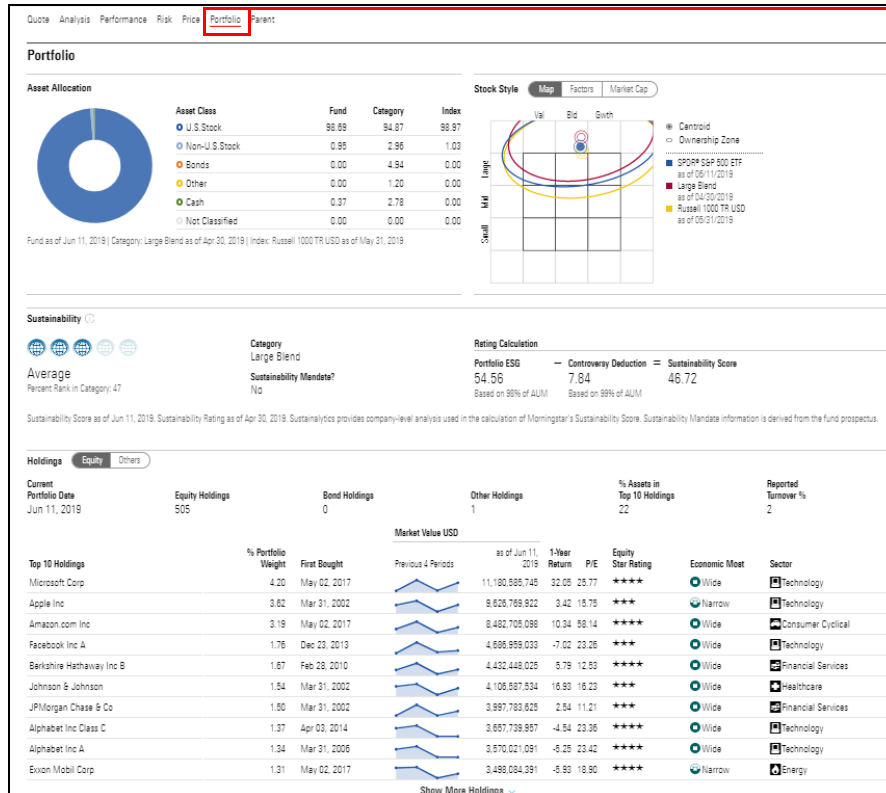 Quote Analysis Performance Risk Price Portfolio Parent
Portfolio
Asset Allocation
Asset Class Fund Category Index
U.S.Stock 98.69 94.87 98.97
Non-U.S.Stock 0.95 2.96 1.03
Bonds 0.00 4.94 0.00
Other 0.00 1.20 0.00
Cash 0.37 2.78 0.00
Not Classified 0.00 0.00 0.00
Fund as of Jun 11, 2019 | Category: Large Blend as of Apr 30, 2019 | Index: Russell 1000 TR USD as of May 31, 2019
Stock Style Map Factors Market Cap
Val Bld Gwth
Large
Mid
Small
Centroid
Ownership Zone
SPDR® S&P 500 ETF
as of 06/11/2019
Large Blend
as of 04/30/2019
Russell 1000 TR USD
as of 05/31/2019
Sustainability
Average
Percent Rank in Category: 47
Category
Large Blend
Sustainability Mandate?
No
Rating Calculation
Portfolio ESG — Controversy Deduction = Sustainability Score
54.56 7.84 46.72
Based on 98% of AUM Based on 99% of AUM
Sustainability Score as of Jun 11, 2019. Sustainability Rating as of Apr 30, 2019. Sustainalytics provides company-level analysis used in the calculation of Morningstar's Sustainability Score. Sustainability Mandate information is derived from the fund prospectus.
Holdings Equity Others
Current
Portfolio Date Equity Holdings Bond Holdings Other Holdings % Assets in Top 10 Holdings Reported Turnover %
Jun 11, 2019 505 0 1 22 2
Market Value USD
Top 10 Holdings % Portfolio Weight First Bought Previous 4 Periods as of Jun 11, 2019 1-Year Return P/E Equity Star Rating Economic Moat Sector
Microsoft Corp 4.20 May 02, 2017 11,180,585,745 32.05 25.77 ★★★★ Wide Technology
Apple Inc 3.62 Mar 31, 2002 9,626,769,922 3.42 15.75 ★★★ Narrow Technology
Amazon.com Inc 3.19 May 02, 2017 8,482,705,098 10.34 58.14 ★★★★ Wide Consumer Cyclical
Facebook Inc A 1.76 Dec 23, 2013 4,686,959,033 -7.02 23.26 ★★★★ Wide Technology
Berkshire Hathaway Inc B 1.67 Feb 28, 2010 4,432,448,025 5.79 12.53 ★★★★ Wide Financial Services
Johnson & Johnson 1.54 Mar 31, 2002 4,106,587,534 16.93 16.23 ★★★ Wide Healthcare
JPMorgan Chase & Co 1.50 Mar 31, 2002 3,997,783,625 2.54 11.21 ★★★ Wide Financial Services
Alphabet Inc Class C 1.37 Apr 03, 2014 3,657,739,957 -4.54 23.36 ★★★★ Wide Technology
Alphabet Inc A 1.34 Mar 31, 2006 3,570,021,091 -5.25 23.42 ★★★★ Wide Technology
Exxon Mobil Corp 1.31 May 02, 2017 3,498,084,391 -5.93 18.90 ★★★★ Narrow Energy
Show More Holdings